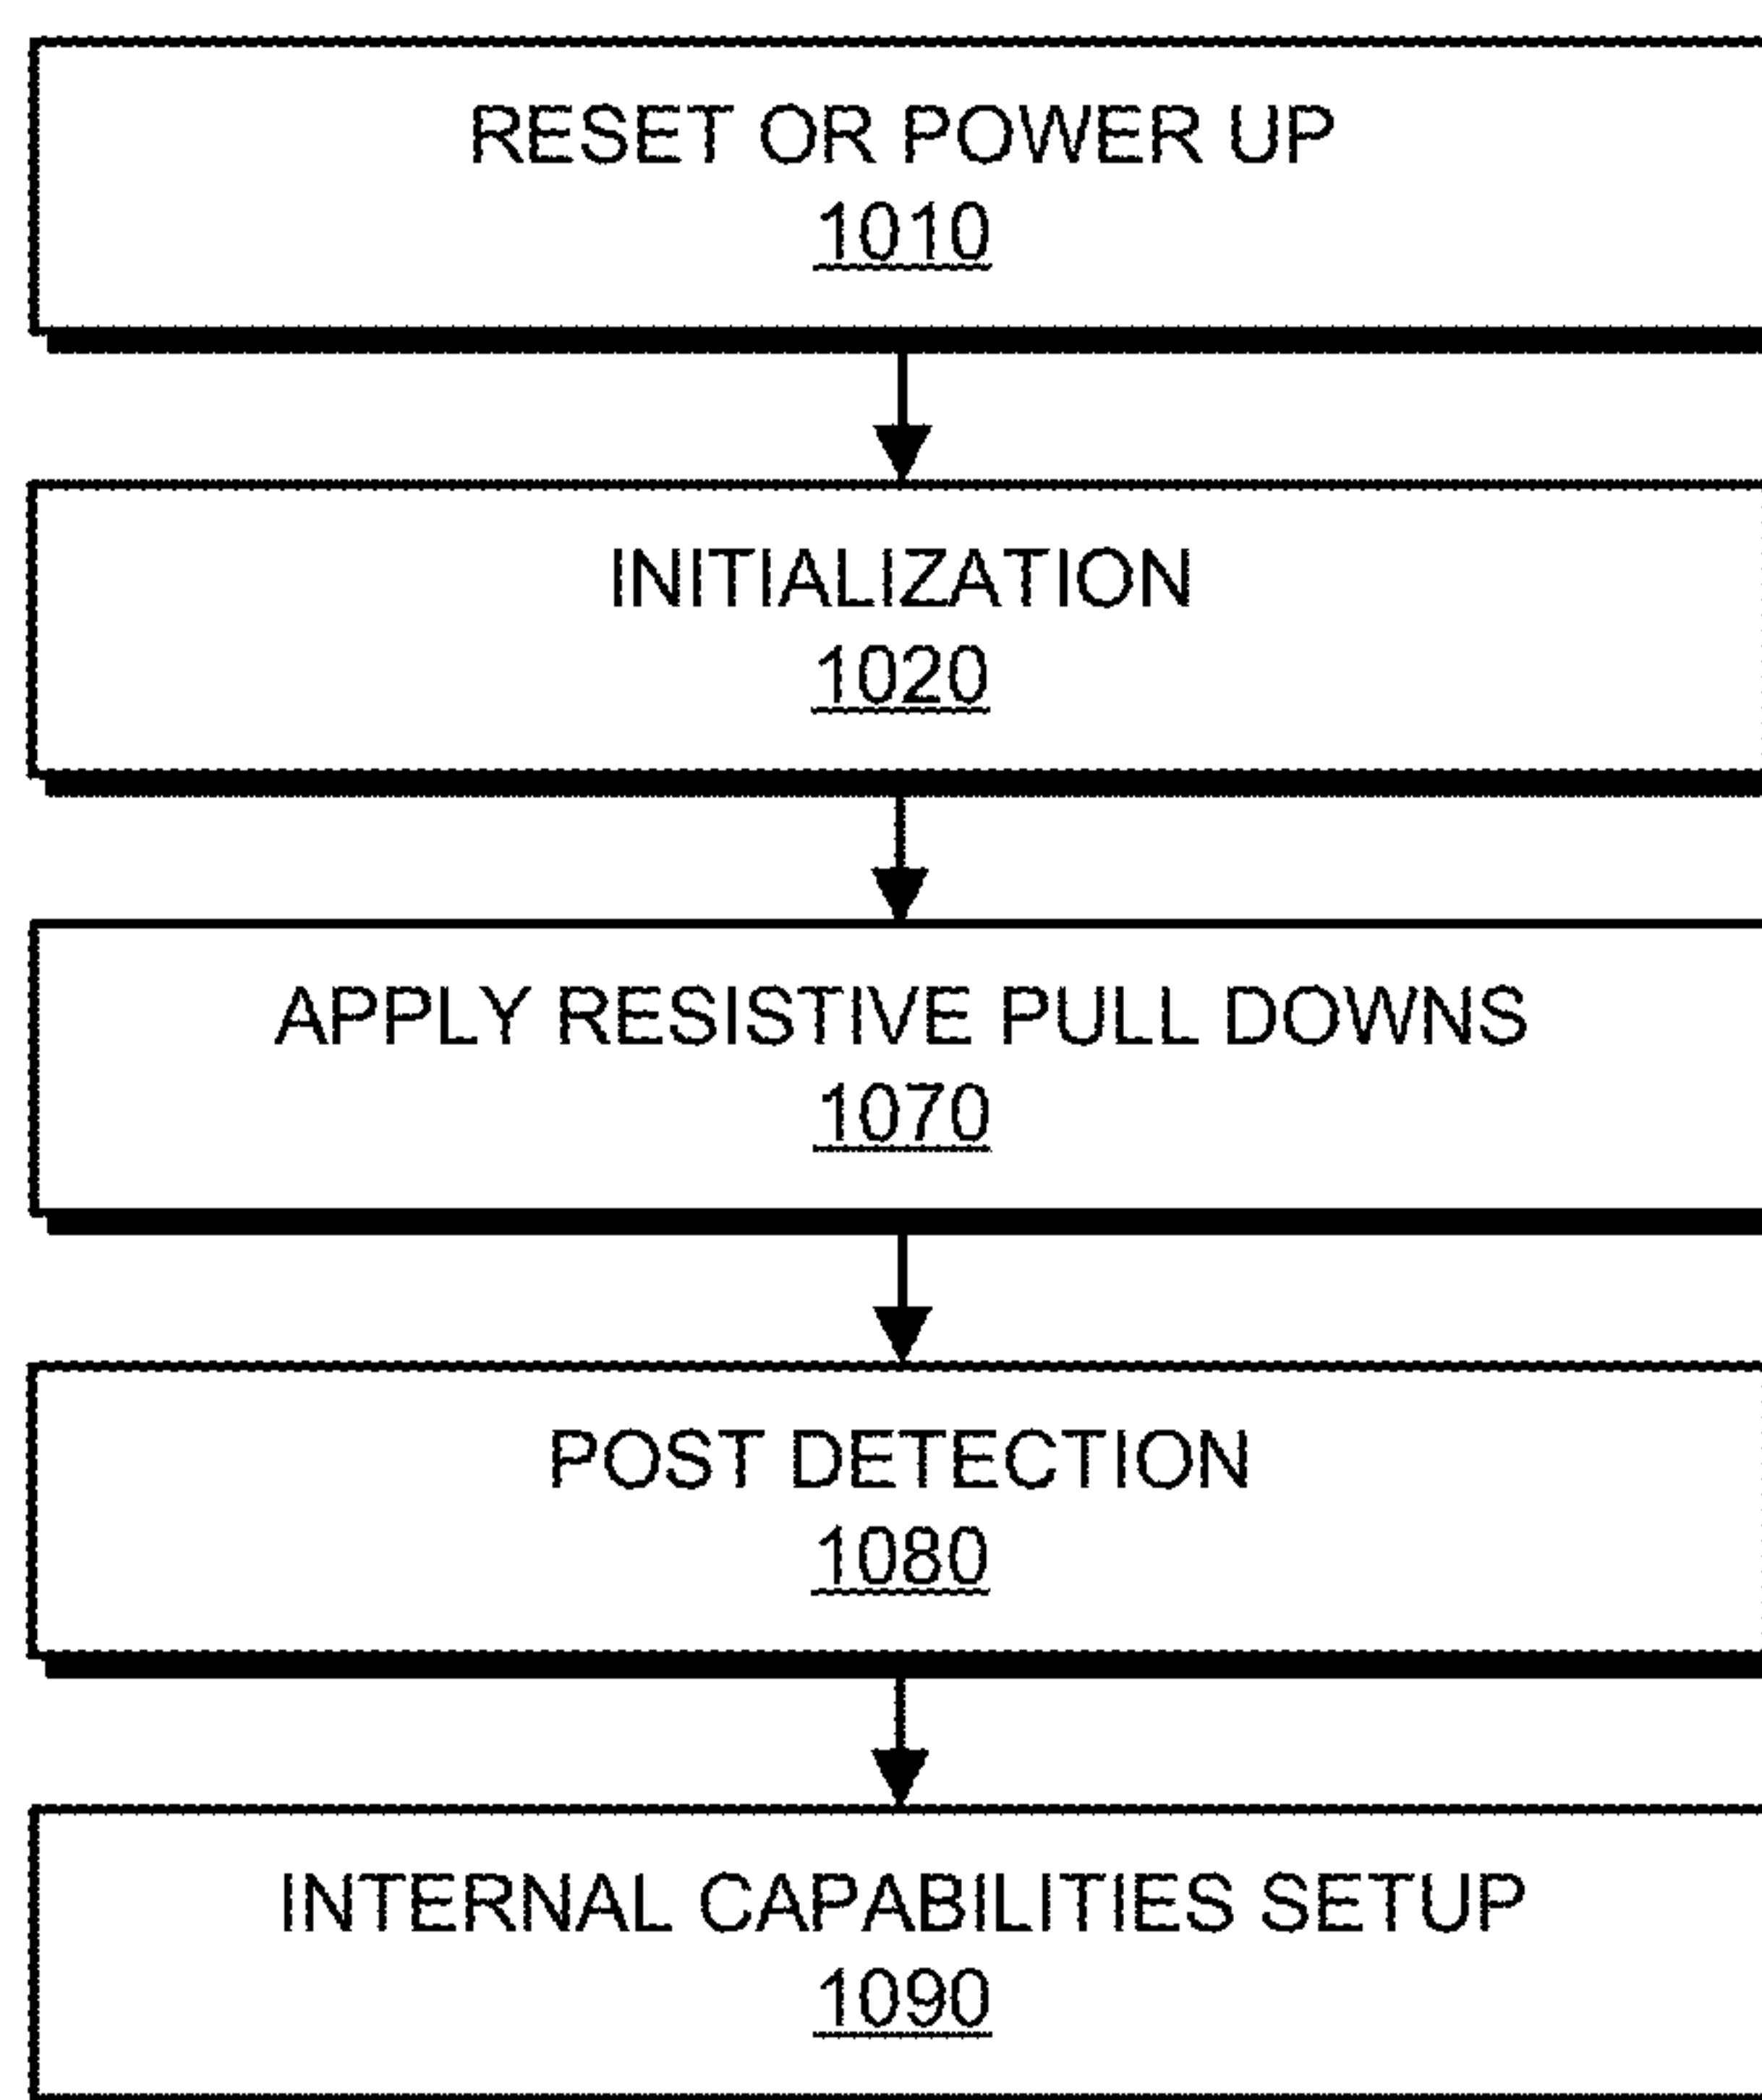 RESET OR POWER UP
1010
INITIALIZATION
1020
APPLY RESISTIVE PULL DOWNS
1070
POST DETECTION
1080
INTERNAL CAPABILITIES SETUP
1090